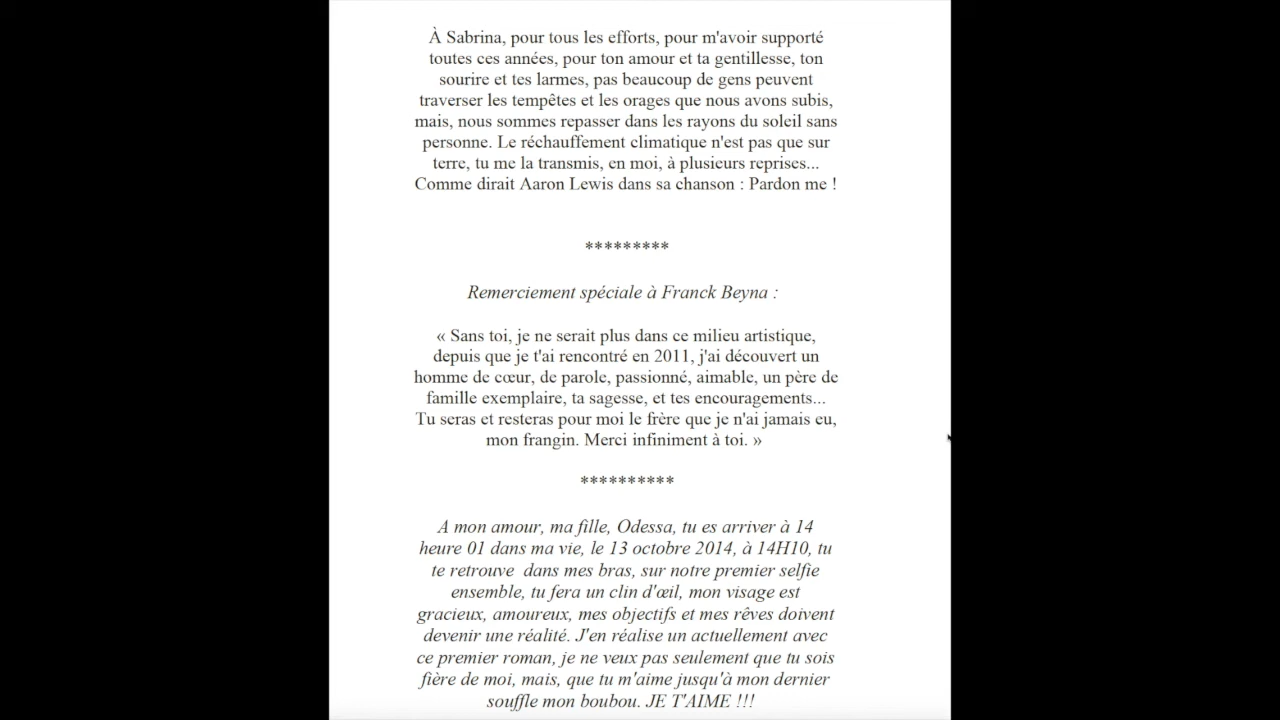 À Sabrina, pour tous les efforts, pour m'avoir supporté
toutes ces années, pour ton amour et ta gentillesse, ton
sourire et tes larmes, pas beaucoup de gens peuvent
traverser les tempêtes et les orages que nous avons subis,
mais, nous sommes repasser dans les rayons du soleil sans
personne. Le réchauffement climatique n'est pas que sur
terre, tu me la transmis, en moi, à plusieurs reprises...
Comme dirait Aaron Lewis dans sa chanson : Pardon me !
*********
Remerciement spéciale à Franck Beyna :
« Sans toi, je ne serait plus dans ce milieu artistique,
depuis que je t'ai rencontré en 2011, j'ai découvert un
homme de cœur, de parole, passionné, aimable, un père de
famille exemplaire, ta sagesse, et tes encouragements...
Tu seras et resteras pour moi le frère que je n'ai jamais eu,
mon frangin. Merci infiniment à toi. »
**********
A mon amour, ma fille, Odessa, tu es arriver à 14
heure 01 dans ma vie, le 13 octobre 2014, à 14H10, tu
te retrouve  dans mes bras, sur notre premier selfie
ensemble, tu fera un clin d'œil, mon visage est
gracieux, amoureux, mes objectifs et mes rêves doivent
devenir une réalité. J'en réalise un actuellement avec
ce premier roman, je ne veux pas seulement que tu sois
fière de moi, mais, que tu m'aime jusqu'à mon dernier
souffle mon boubou. JE T'AIME !!!